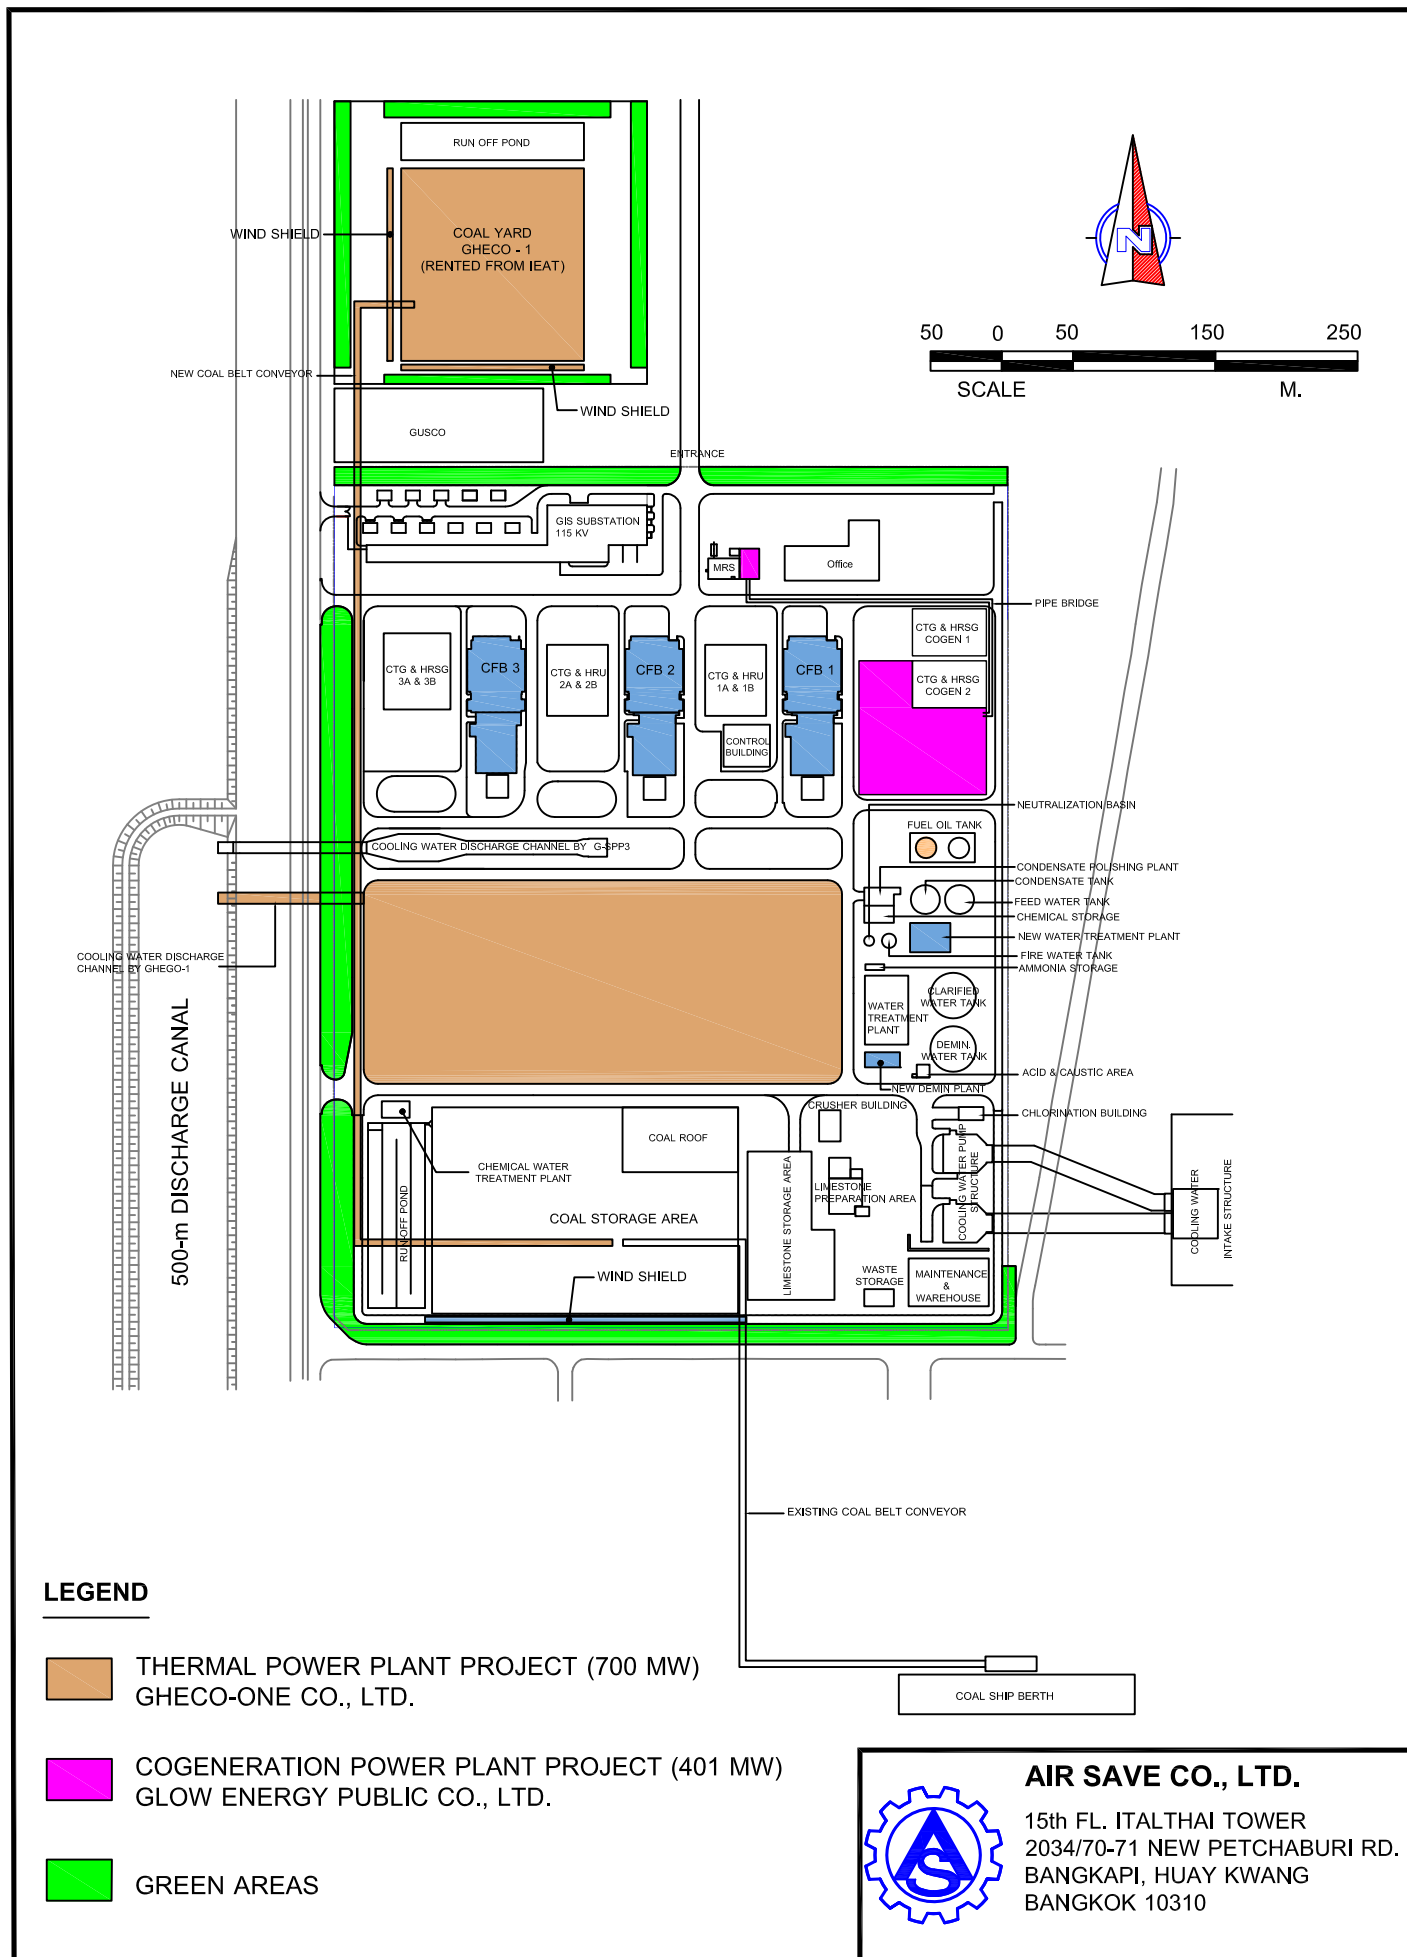 RUN OFF POND
WIND SHIELD
COAL YARD
GHECO - 1
(RENTED FROM IEAT)
N
50 0 50 150 250
SCALE M.
NEW COAL BELT CONVEYOR
WIND SHIELD
GUSCO
ENTRANCE
GIS SUBSTATION
115 KV
MRS
Office
PIPE BRIDGE
CTG & HRSG
COGEN 1
CTG & HRSG
COGEN 2
CTG & HRSG
3A & 3B
CFB 3
CTG & HRU
2A & 2B
CFB 2
CTG & HRU
1A & 1B
CFB 1
CONTROL
BUILDING
NEUTRALIZATION BASIN
FUEL OIL TANK
COOLING WATER DISCHARGE CHANNEL BY G-SPP3
CONDENSATE POLISHING PLANT
CONDENSATE TANK
FEED WATER TANK
CHEMICAL STORAGE
NEW WATER TREATMENT PLANT
FIRE WATER TANK
AMMONIA STORAGE
COOLING WATER DISCHARGE
CHANNEL BY GHEGO-1
CLARIFIED
WATER TANK
WATER
TREATMENT
PLANT
DEMIN.
WATER TANK
ACID & CAUSTIC AREA
NEW DEMIN PLANT
500-m DISCHARGE CANAL
CRUSHER BUILDING
CHLORINATION BUILDING
COAL ROOF
CHEMICAL WATER
TREATMENT PLANT
RUN-OFF POND
COAL STORAGE AREA
LIMESTONE STORAGE AREA
LIMESTONE
PREPARATION AREA
COOLING WATER PUMP
STRUCTURE
COOLING WATER
INTAKE STRUCTURE
WIND SHIELD
WASTE
STORAGE
MAINTENANCE
&
WAREHOUSE
EXISTING COAL BELT CONVEYOR
COAL SHIP BERTH
LEGEND
THERMAL POWER PLANT PROJECT (700 MW)
GHECO-ONE CO., LTD.
COGENERATION POWER PLANT PROJECT (401 MW)
GLOW ENERGY PUBLIC CO., LTD.
GREEN AREAS
AS
AIR SAVE CO., LTD.
15th FL. ITALTHAI TOWER
2034/70-71 NEW PETCHABURI RD.
BANGKAPI, HUAY KWANG
BANGKOK 10310